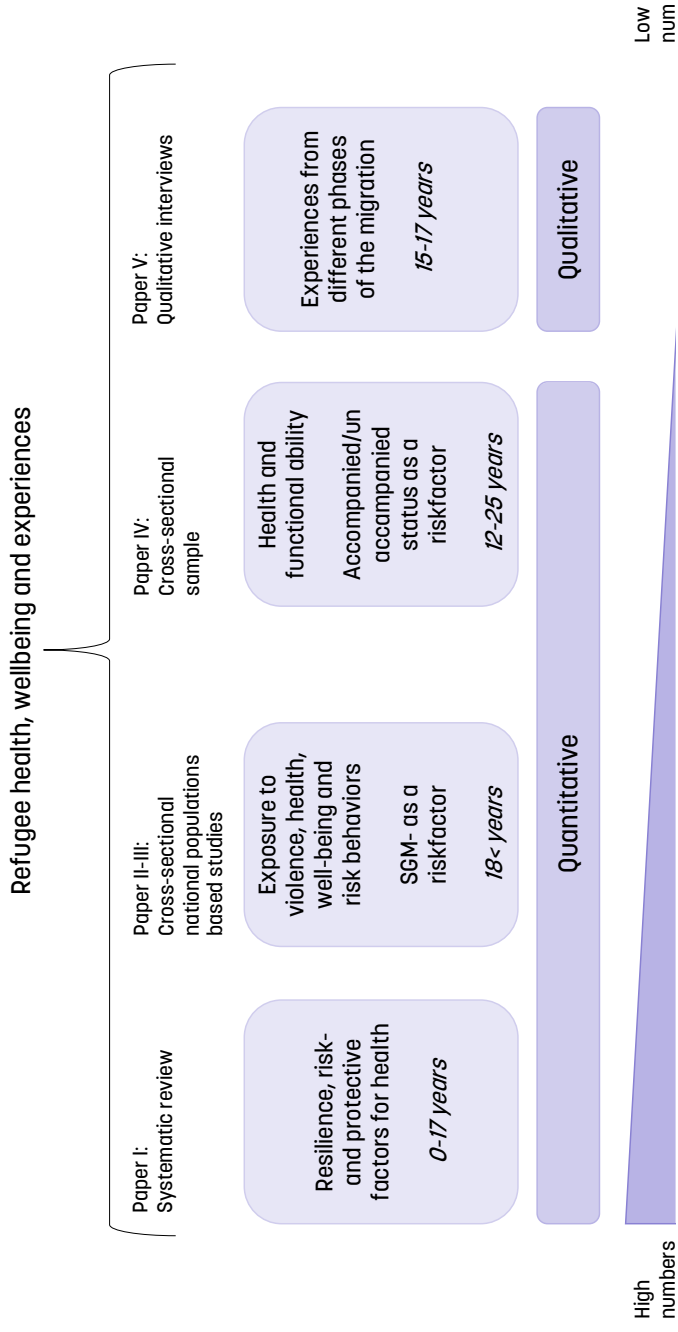 Refugee health, wellbeing and experiences
Paper I:
Systematic review
Paper II-III:
Cross-sectional
national populations
based studies
Paper IV:
Cross-sectional
sample
Paper V:
Qualitative interviews
Resilience, risk-
and protective
factors for health
0-17 years
Exposure to
violence, health,
well-being and
risk behaviors
SGM- as a
riskfactor
18< years
Health and
functional ability
Accompanied/un
accampanied
status as a
riskfactor
12-25 years
Experiences from
different phases
of the migration
15-17 years
Quantitative
Qualitative
High
numbers
Low
num